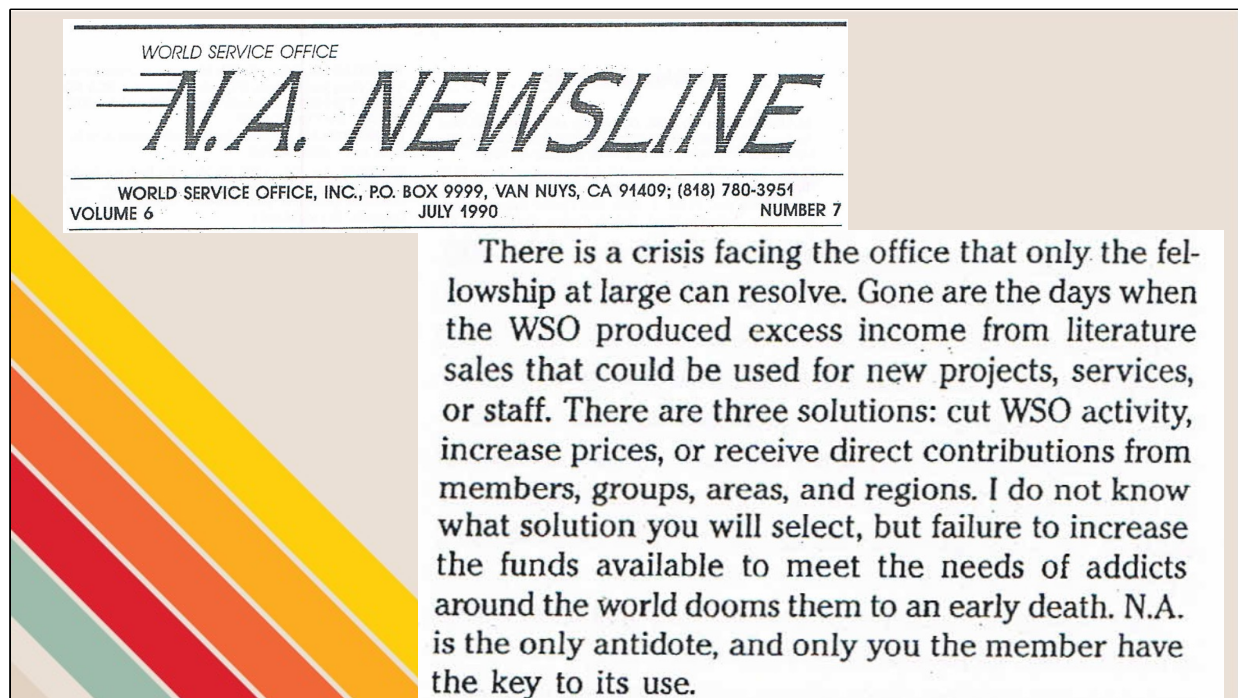 WORLD SERVICE OFFICE
N.A. NEWSLINE
WORLD SERVICE OFFICE, INC., P.O. BOX 9999, VAN NUYS, CA 91409; (818) 780-3951
VOLUME 6 JULY 1990 NUMBER 7
There is a crisis facing the office that only the fel-
lowship at large can resolve. Gone are the days when
the WSO produced excess income from literature
sales that could be used for new projects, services,
or staff. There are three solutions: cut WSO activity,
increase prices, or receive direct contributions from
members, groups, areas, and regions. I do not know
what solution you will select, but failure to increase
the funds available to meet the needs of addicts
around the world dooms them to an early death. N.A.
is the only antidote, and only you the member have
the key to its use.